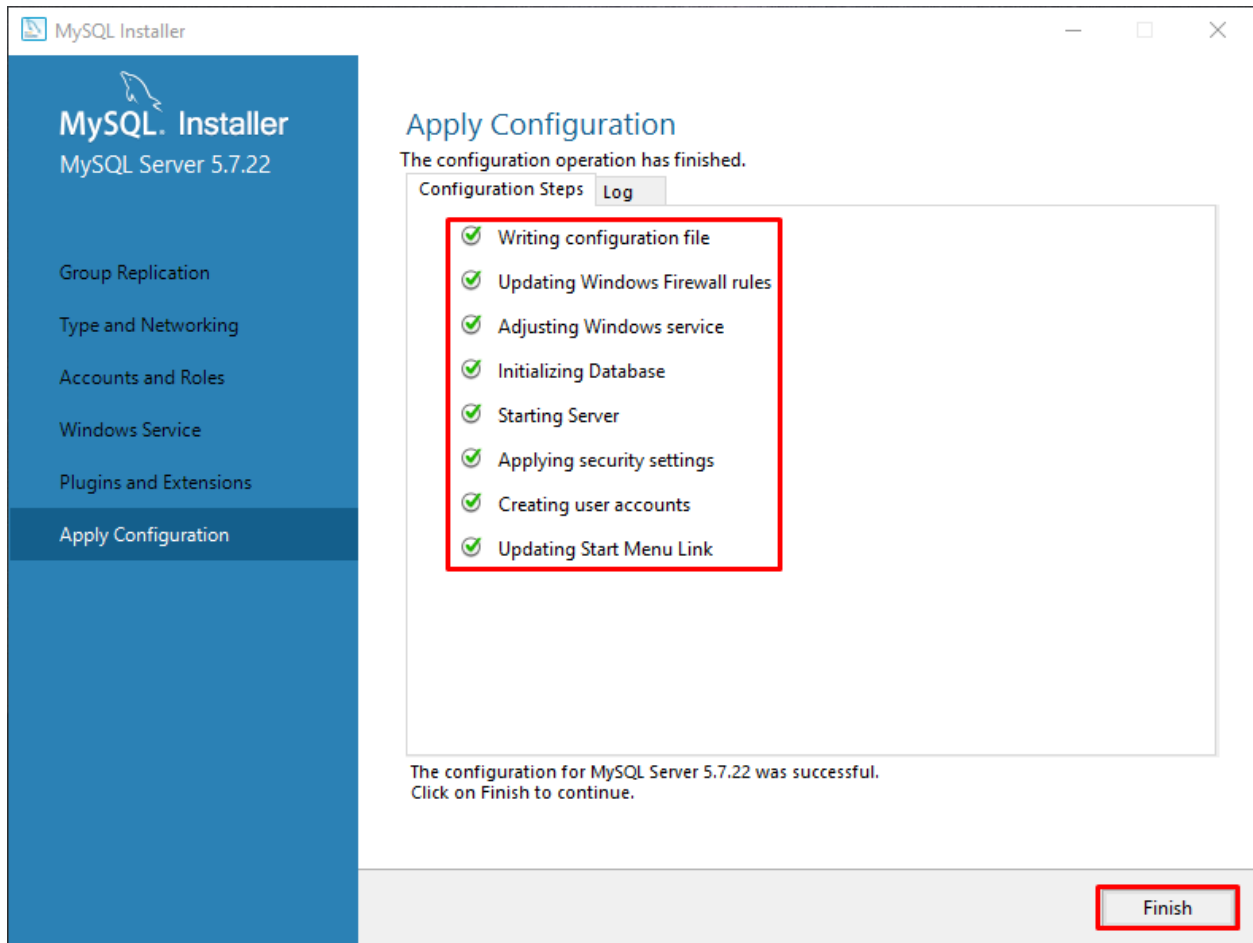 MySQL Installer
MySQL. Installer
MySQL Server 5.7.22
Group Replication
Type and Networking
Accounts and Roles
Windows Service
Plugins and Extensions
Apply Configuration
Apply Configuration
The configuration operation has finished.
Configuration Steps
Log
Writing configuration file
Updating Windows Firewall rules
Adjusting Windows service
Initializing Database
Starting Server
Applying security settings
Creating user accounts
Updating Start Menu Link
The configuration for MySQL Server 5.7.22 was successful.
Click on Finish to continue.
Finish